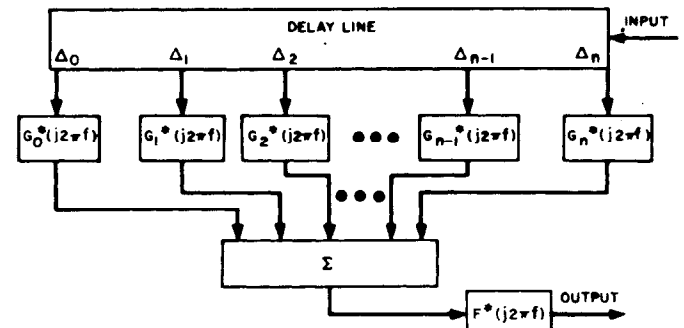 DELAY LINE
INPUT
Δ₀ Δ₁ Δ₂ Δₙ₋₁ Δₙ
G₀*(j2πf) G₁*(j2πf) G₂*(j2πf) ••• Gₙ₋₁*(j2πf) Gₙ*(j2πf)
•••
Σ
F*(j2πf)
OUTPUT